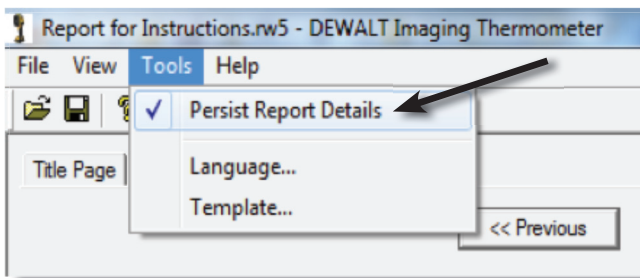 Report for Instructions.rw5 - DEWALT Imaging Thermometer
File View Tools Help
Persist Report Details
Title Page
Language...
Template...
<< Previous